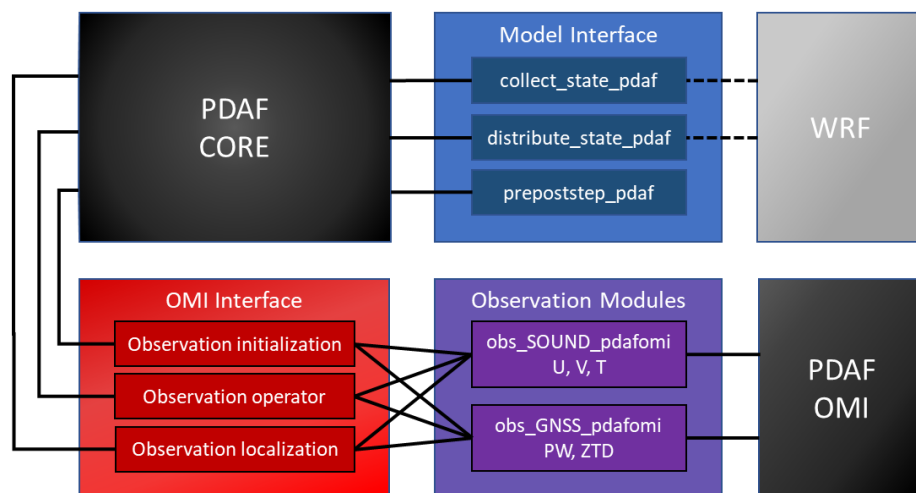 PDAF
CORE
Model Interface
collect_state_pdaf
distribute_state_pdaf
prepoststep_pdaf
WRF
OMI Interface
Observation initialization
Observation operator
Observation localization
Observation Modules
obs_SOUND_pdafomi
U, V, T
obs_GNSS_pdafomi
PW, ZTD
PDAF
OMI